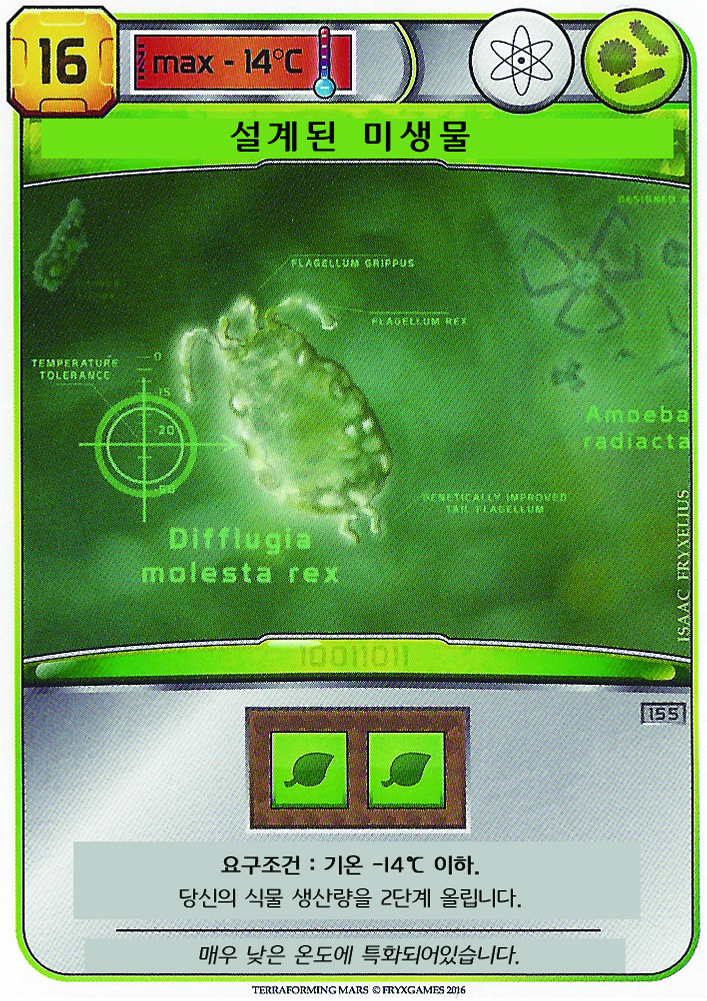 16
max - 14°C
설계된 미생물
DESIGNED
FLAGELLUM GRIPPUS
FLAGELLUM REX
TEMPERATURE
TOLERANCE
0
15
20
Amoeba
radiacta
GENETICALLY IMPROVED
TAIL FLAGELLUM
Difflugia
molesta rex
ISAAC FRYXELIUS
10011011
155
요구조건 : 기온 -14℃ 이하.
당신의 식물 생산량을 2단계 올립니다.
매우 낮은 온도에 특화되어있습니다.
TERRAFORMING MARS © FRYXGAMES 2016